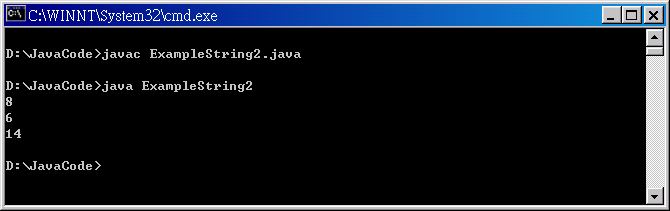 C:\WINNT\System32\cmd.exe
D:\JavaCode>javac ExampleString2.java
D:\JavaCode>java ExampleString2
8
6
14
D:\JavaCode>